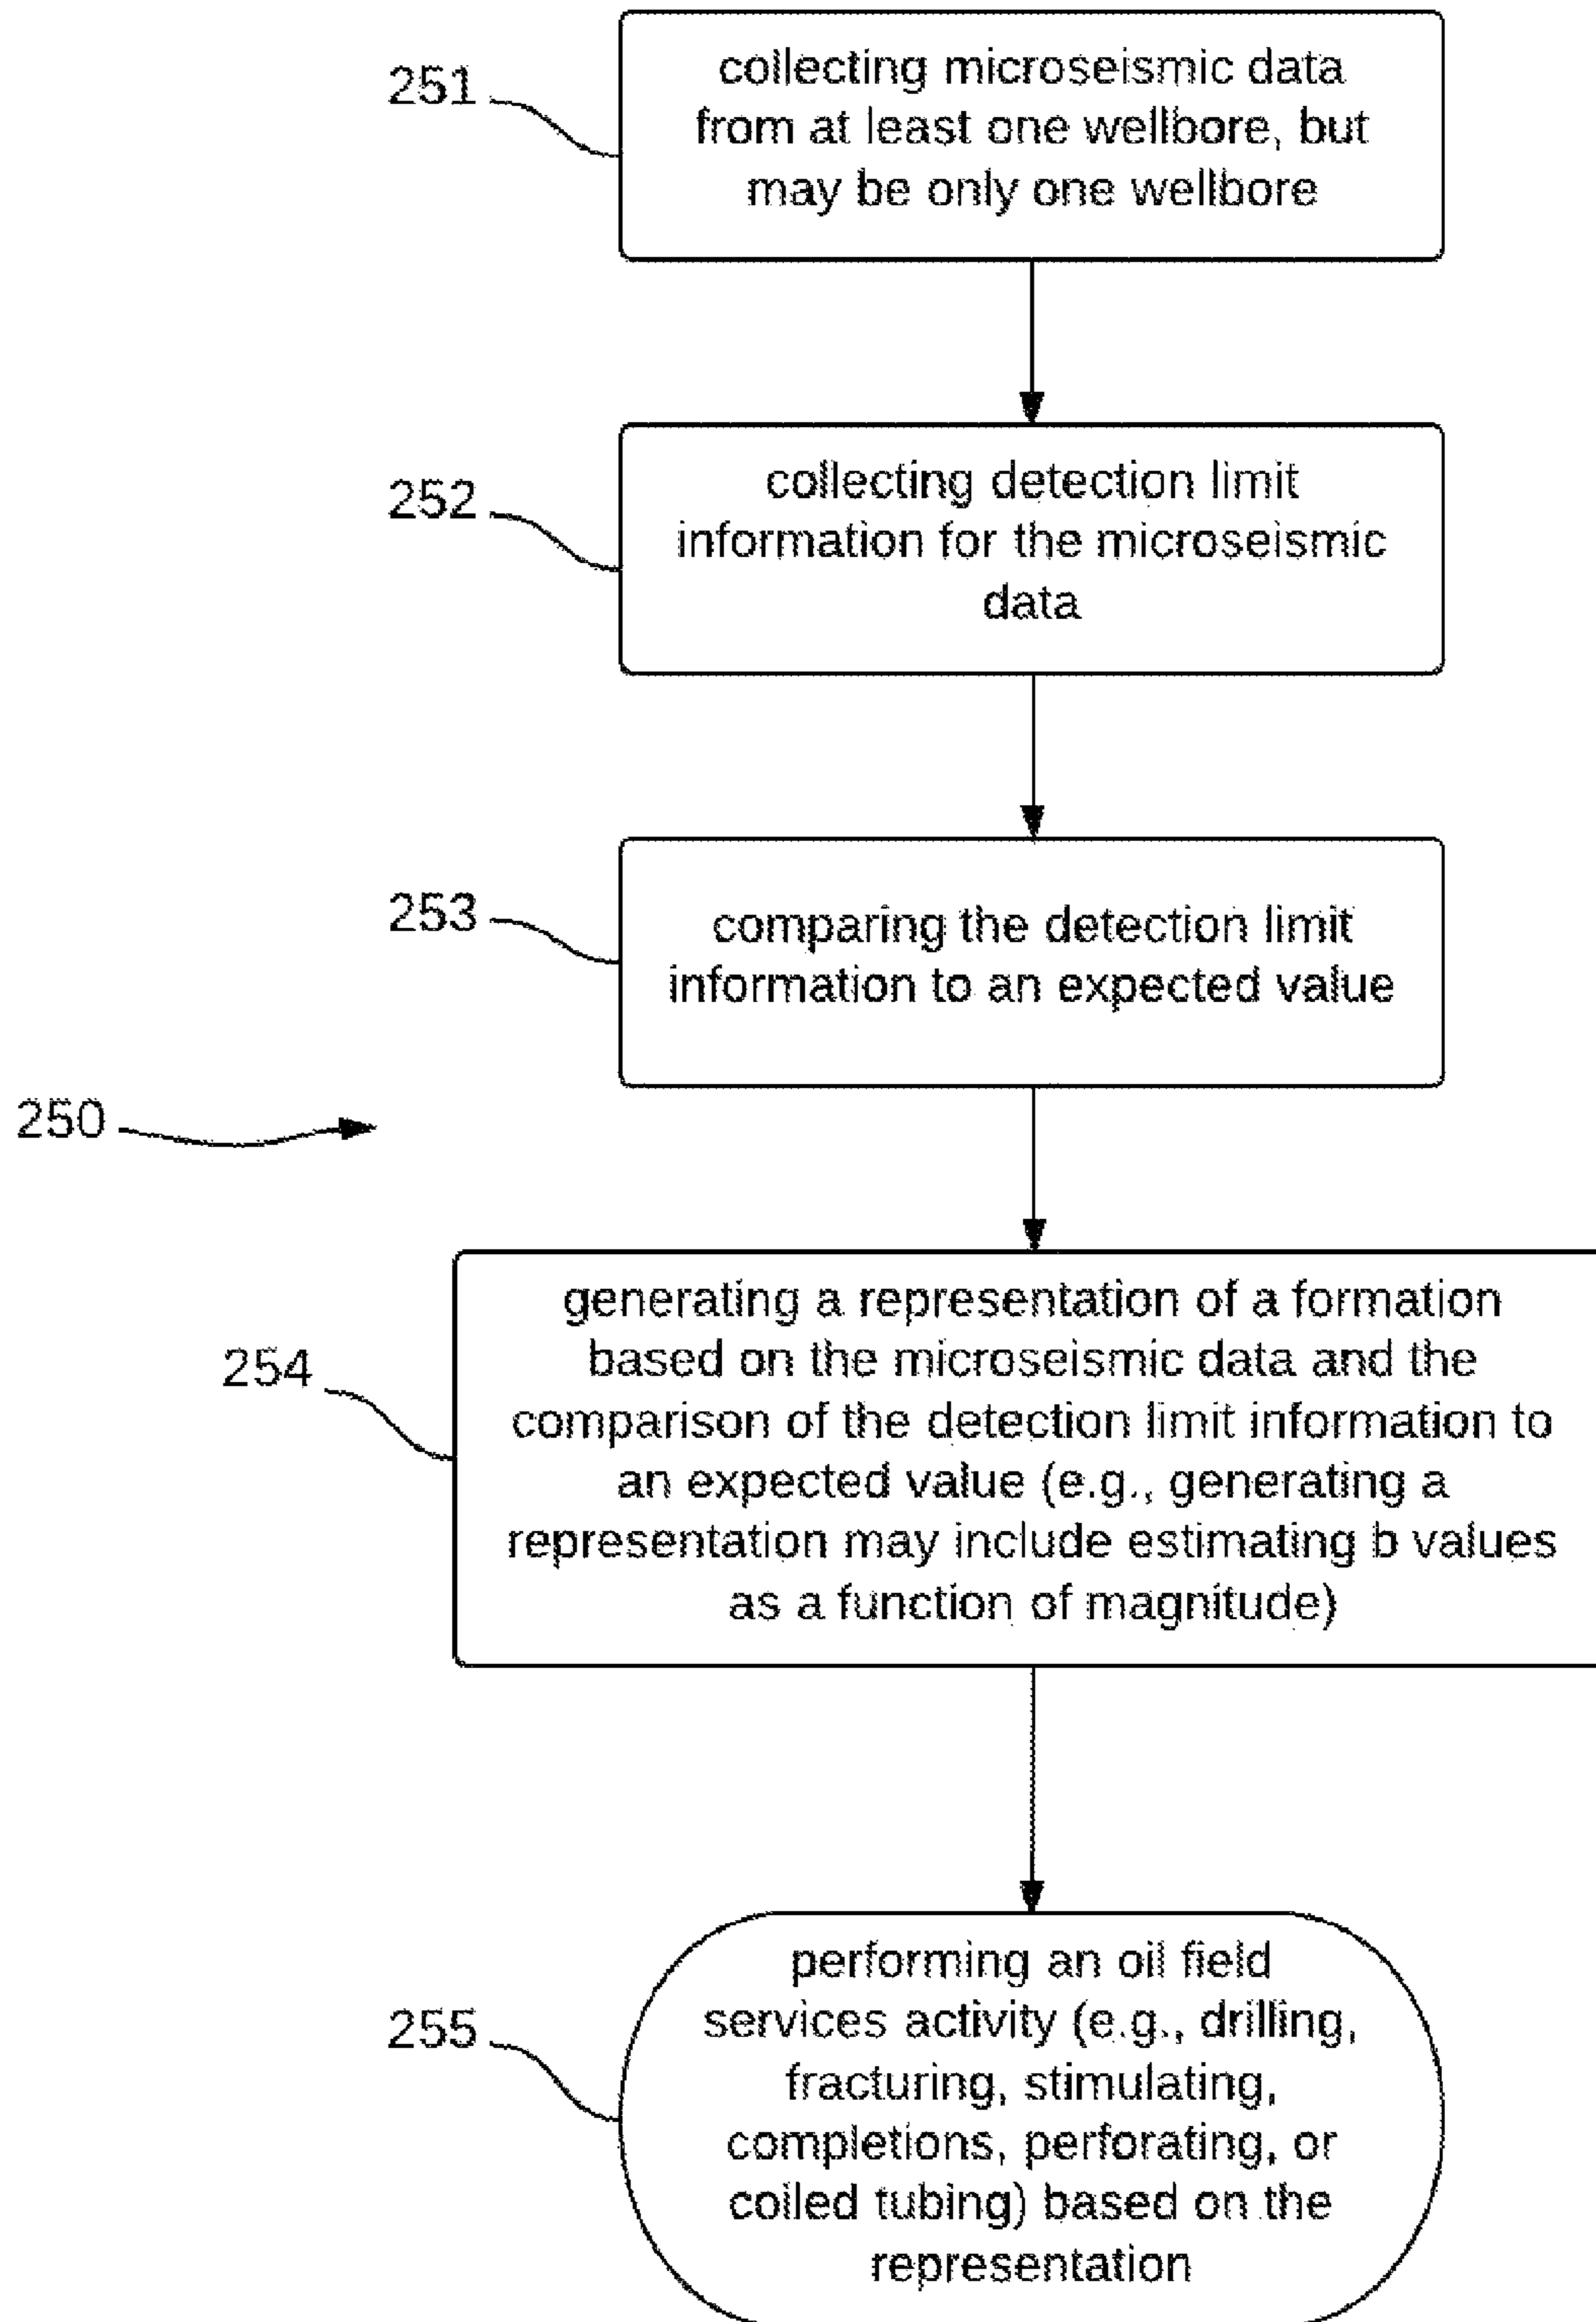 251
collecting microseismic data
from at least one wellbore, but
may be only one wellbore
252
collecting detection limit
information for the microseismic
data
253
comparing the detection limit
information to an expected value
250
254
generating a representation of a formation
based on the microseismic data and the
comparison of the detection limit information to
an expected value (e.g., generating a
representation may include estimating b values
as a function of magnitude)
255
performing an oil field
services activity (e.g., drilling,
fracturing, stimulating,
completions, perforating, or
coiled tubing) based on the
representation